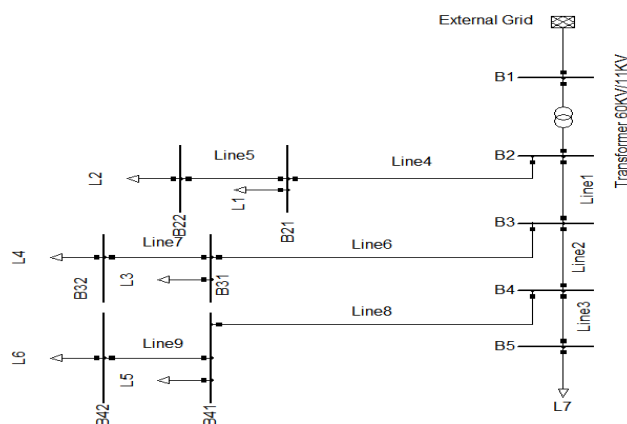 External Grid
B1
Transformer 60KV/11KV
B2
Line5
Line4
L2
L1
Line1
B22
B21
B3
Line7
Line6
Line2
L4
L3
B32
B31
B4
Line8
Line3
Line9
B5
L6
L5
B42
B41
L7